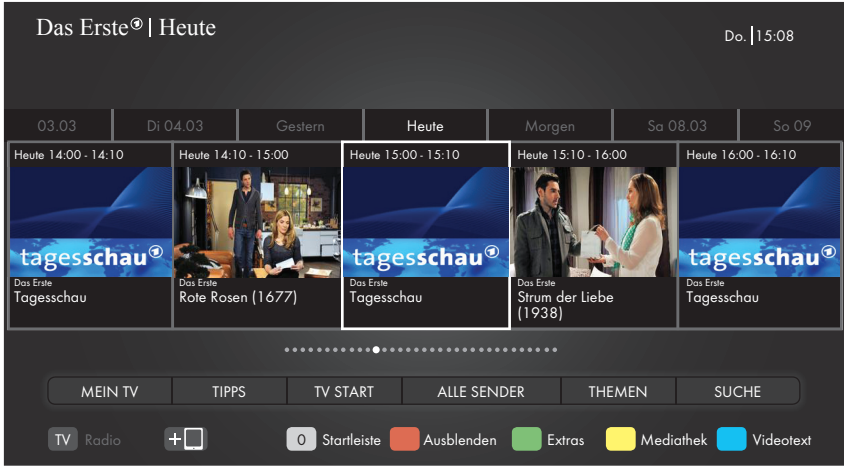 Das Erste | Heute
Do. 15:08
03.03 Di 04.03 Gestern Heute Morgen Sa 08.03 So 09
Heute 14:00 - 14:10 Heute 14:10 - 15:00 Heute 15:00 - 15:10 Heute 15:10 - 16:00 Heute 16:00 - 16:10
tagesschau tagesschau tagesschau
Das Erste Das Erste Das Erste Das Erste Das Erste
Tagesschau Rote Rosen (1677) Tagesschau Strum der Liebe Tagesschau
(1938)
MEIN TV TIPPS TV START ALLE SENDER THEMEN SUCHE
TV Radio + 0 Startleiste Ausblenden Extras Mediathek Videotext